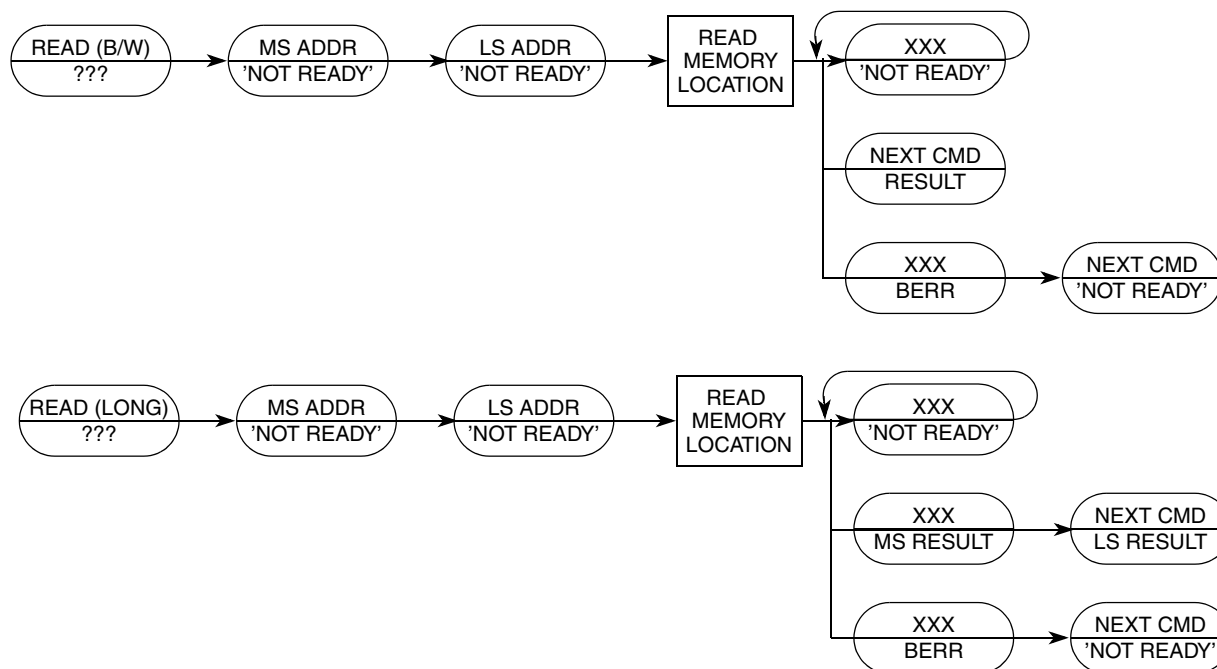 READ (B/W)
???
MS ADDR
'NOT READY'
LS ADDR
'NOT READY'
READ
MEMORY
LOCATION
XXX
'NOT READY'
NEXT CMD
RESULT
XXX
BERR
NEXT CMD
'NOT READY'
READ (LONG)
???
MS ADDR
'NOT READY'
LS ADDR
'NOT READY'
READ
MEMORY
LOCATION
XXX
'NOT READY'
XXX
MS RESULT
NEXT CMD
LS RESULT
XXX
BERR
NEXT CMD
'NOT READY'